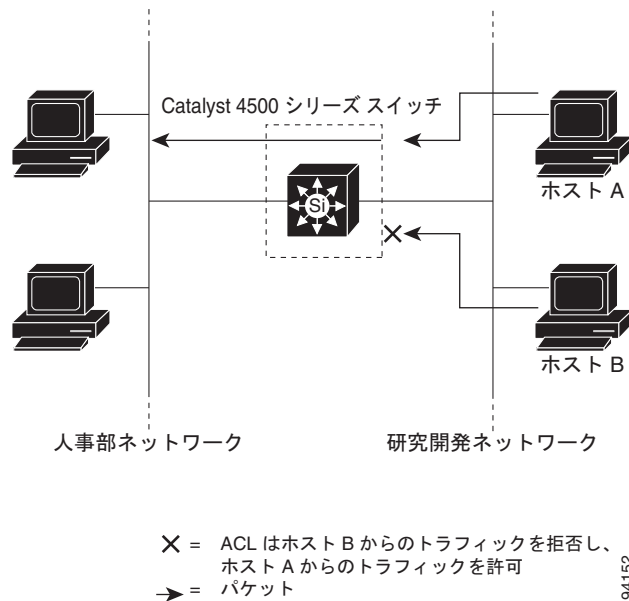 Catalyst 4500 シリーズ スイッチ
Si
ホスト A
ホスト B
人事部ネットワーク
研究開発ネットワーク
✕ = ACL はホスト B からのトラフィックを拒否し、
ホスト A からのトラフィックを許可
→ = パケット
94152